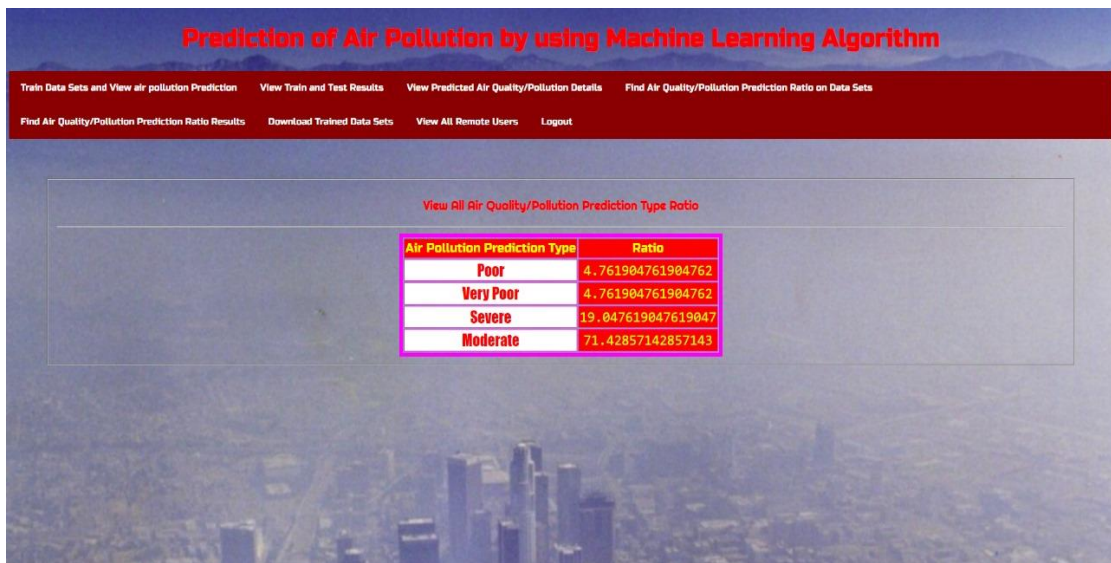 Prediction of Air Pollution by using Machine Learning Algorithm
Train Data Sets and View air pollution Prediction View Train and Test Results View Predicted Air Quality/Pollution Details Find Air Quality/Pollution Prediction Ratio on Data Sets
Find Air Quality/Pollution Prediction Ratio Results Download Trained Data Sets View All Remote Users Logout
View All Air Quality/Pollution Prediction Type Ratio
Air Pollution Prediction Type Ratio
Poor 4.761904761904762
Very Poor 4.761904761904762
Severe 19.047619047619047
Moderate 71.42857142857143